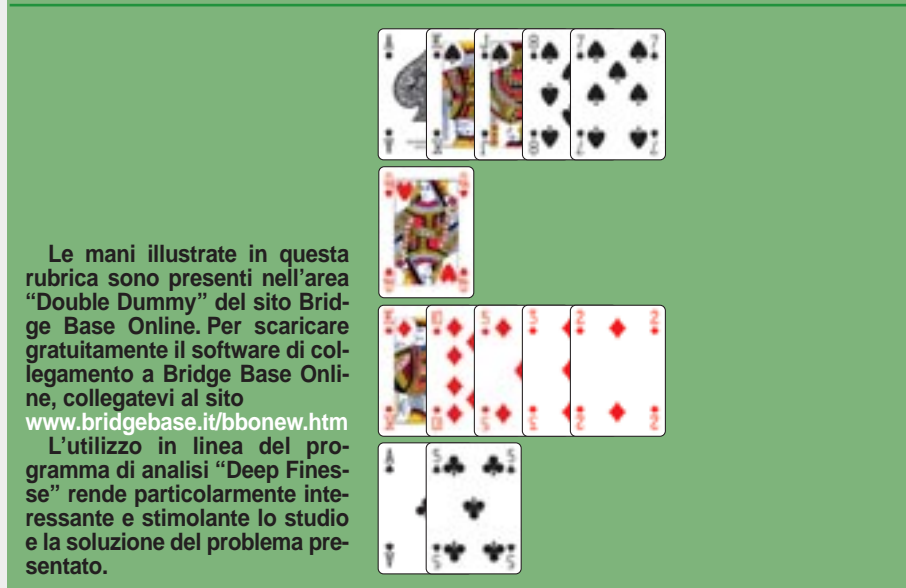 Le mani illustrate in questa
rubrica sono presenti nell’area
“Double Dummy” del sito Brid-
ge Base Online. Per scaricare
gratuitamente il software di col-
legamento a Bridge Base Onli-
ne, collegatevi al sito
www.bridgebase.it/bbonew.htm
L’utilizzo in linea del pro-
gramma di analisi “Deep Fines-
se” rende particolarmente inte-
ressante e stimolante lo studio
e la soluzione del problema pre-
sentato.